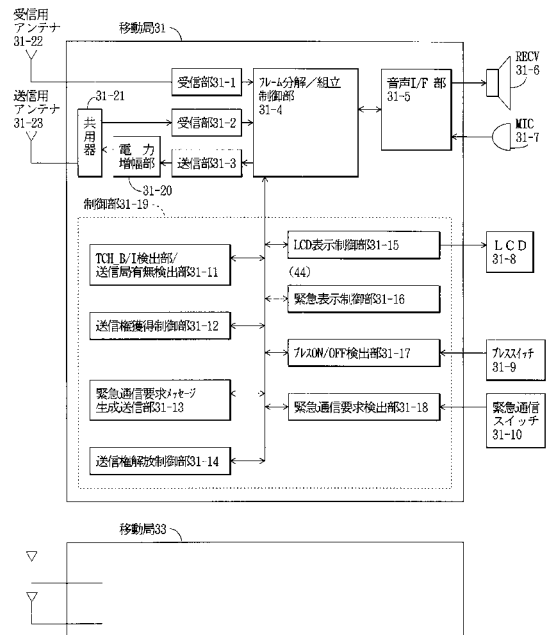 受信用
アンテナ
31-22
移動局31
送信用
アンテナ
31-23
31-21
共用器
受信部31-1
受信部31-2
送信部31-3
電力
増幅部
31-20
フレーム分解／組立
制御部
31-4
音声I/F 部
31-5
RECV
31-6
MIC
31-7
制御部31-19
TCH_B/I検出部/
送信局有無検出部31-11
送信権獲得制御部31-12
緊急通信要求メッセージ
生成送信部31-13
送信権解放制御部31-14
LCD表示制御部31-15
(44)
緊急表示制御部31-16
プレスON/OFF検出部31-17
緊急通信要求検出部31-18
ＬＣＤ
31-8
プレススイッチ
31-9
緊急通信
スイッチ
31-10
移動局33